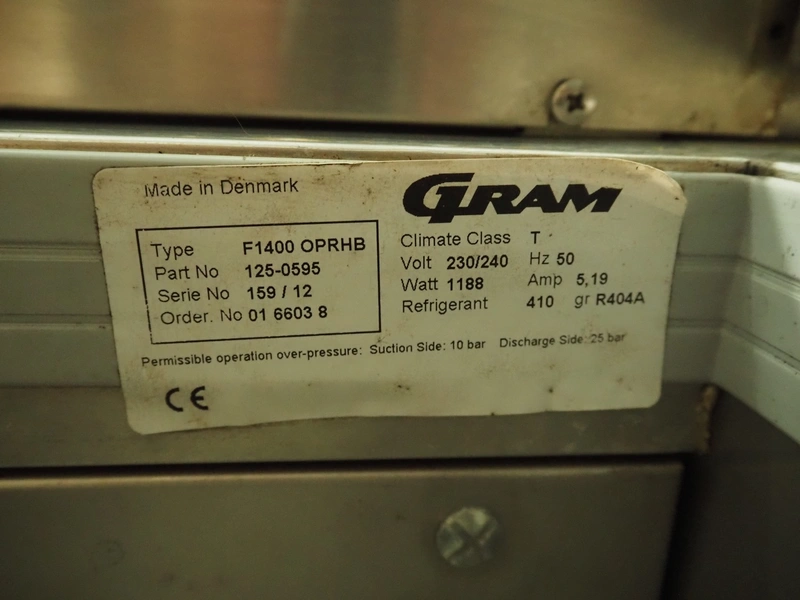 Made in Denmark
GRAM
Type F1400 OPRHB
Part No 125-0595
Serie No 159 / 12
Order. No 01 6603 8
Climate Class T
Volt 230/240 Hz 50
Watt 1188 Amp 5,19
Refrigerant 410 gr R404A
Permissible operation over-pressure: Suction Side: 10 bar Discharge Side: 25 bar
CE